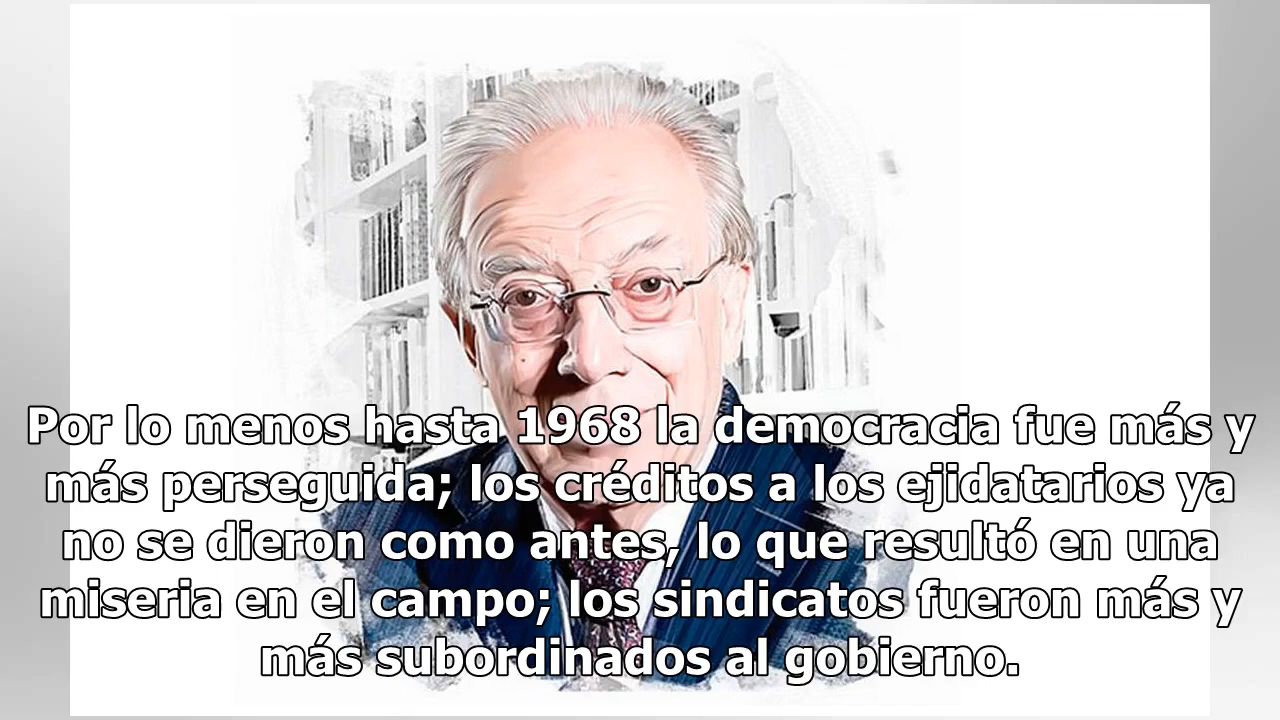 Por lo menos hasta 1968 la democracia fue más y
más perseguida; los créditos a los ejidatarios ya
no se dieron como antes, lo que resultó en una
miseria en el campo; los sindicatos fueron más y
más subordinados al gobierno.